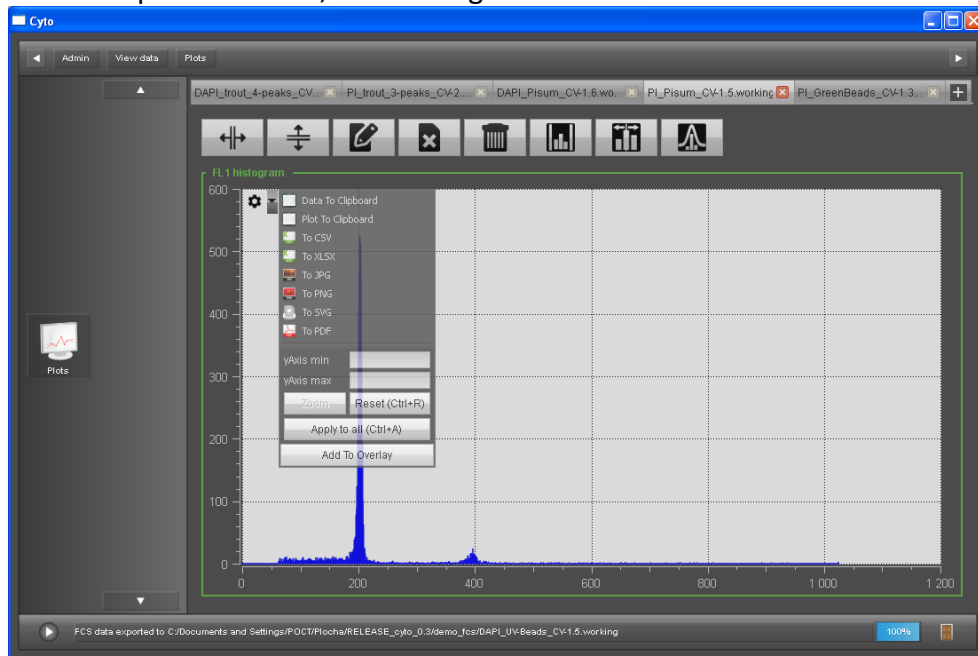 Cyto
Admin View data Plots
DAPI_trout_4-peaks_CV... PI_trout_3-peaks_CV-2.... DAPI_Pisum_CV-1.6.wo... PI_Pisum_CV-1.5.working PI_GreenBeads_CV-1.3...
FL1 histogram
600
500
400
300
200
100
0
Data To Clipboard
Plot To Clipboard
To CSV
To XLSX
To JPG
To PNG
To SVG
To PDF
yAxis min
yAxis max
Zoom Reset (Ctrl+R)
Apply to all (Ctrl+A)
Add To Overlay
0 200 400 600 800 1 000 1 200
Plots
FCS data exported to C:/Documents and Settings/POCT/Plocha/RELEASE_cyto_0.3/demo_fcs/DAPI_UV-Beads_CV-1.5.working
100%